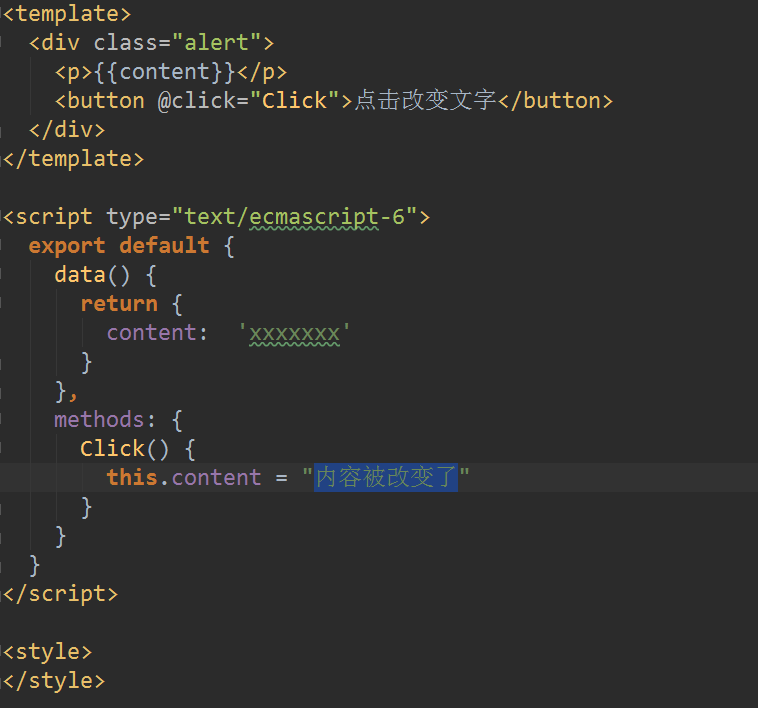 <template>
  <div class="alert">
    <p>{{content}}</p>
    <button @click="Click">点击改变文字</button>
  </div>
</template>

<script type="text/ecmascript-6">
  export default {
    data() {
      return {
        content:  'xxxxxxx'
      }
    },
    methods: {
      Click() {
        this.content = "内容被改变了"
      }
    }
  }
</script>

<style>
</style>